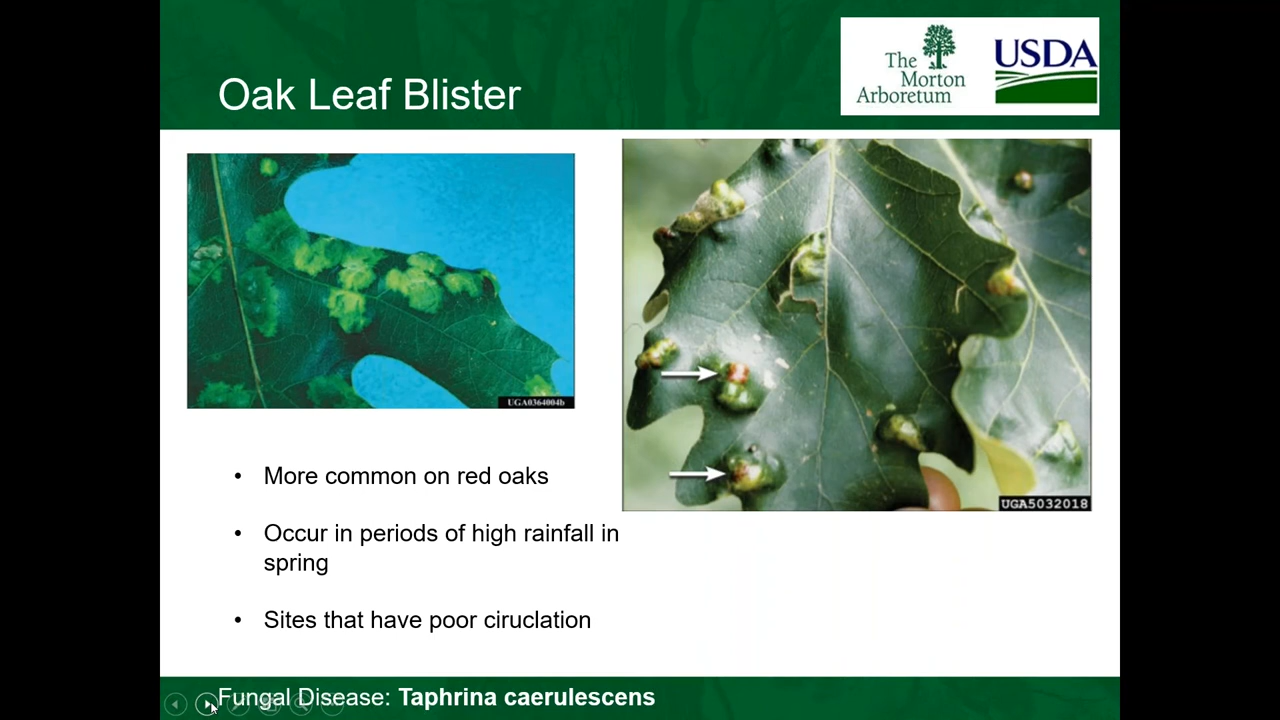 Oak Leaf Blister
The
Morton
Arboretum
USDA
UGA0364004b
UGA5032018
• More common on red oaks
• Occur in periods of high rainfall in
spring
• Sites that have poor ciruclation
Fungal Disease: Taphrina caerulescens